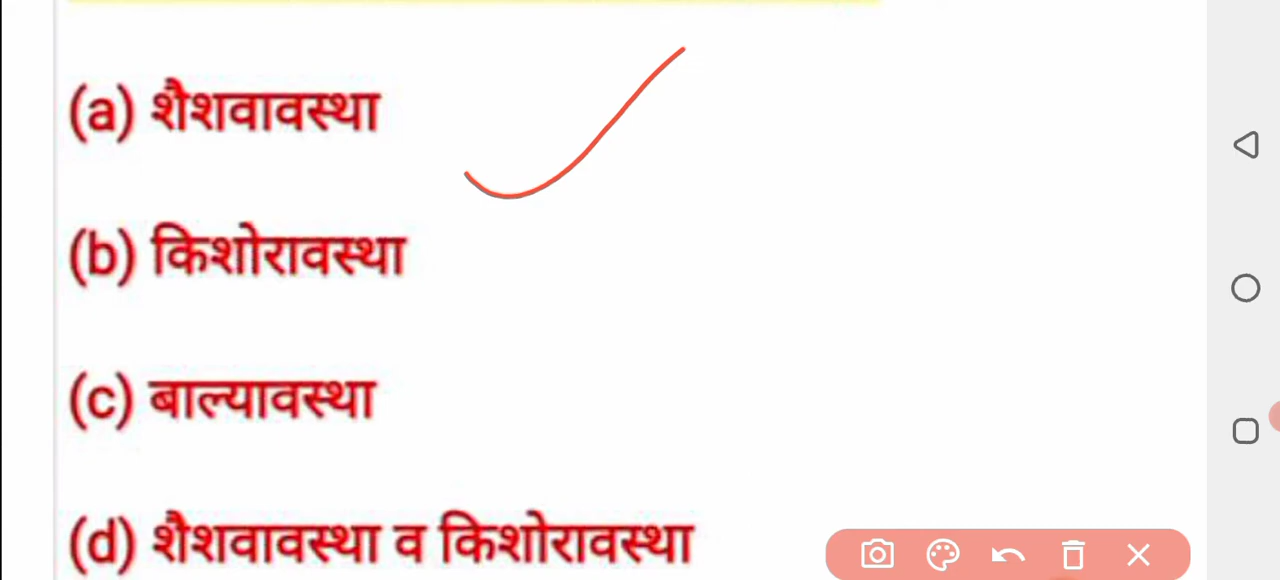 (a) शैशवावस्था
(b) किशोरावस्था
(c) बाल्यावस्था
(d) शैशवावस्था व किशोरावस्था